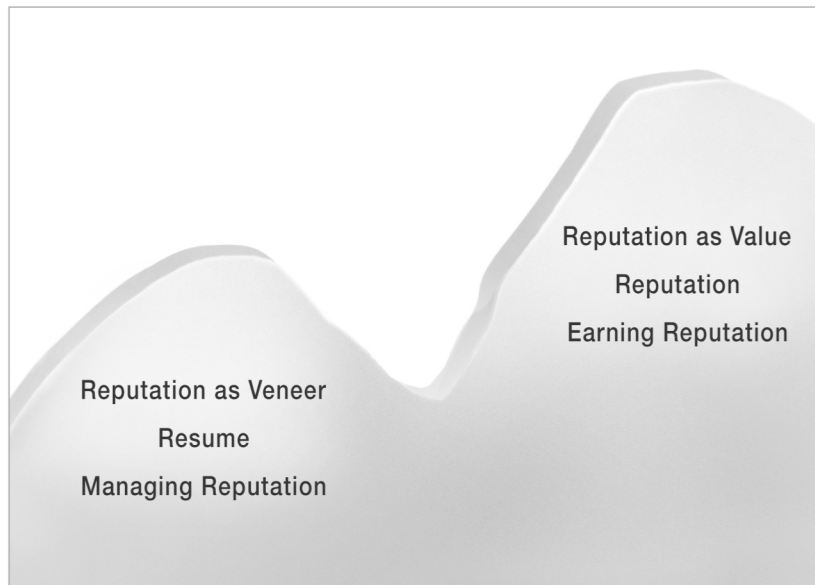 Reputation as Veneer
Resume
Managing Reputation
Reputation as Value
Reputation
Earning Reputation